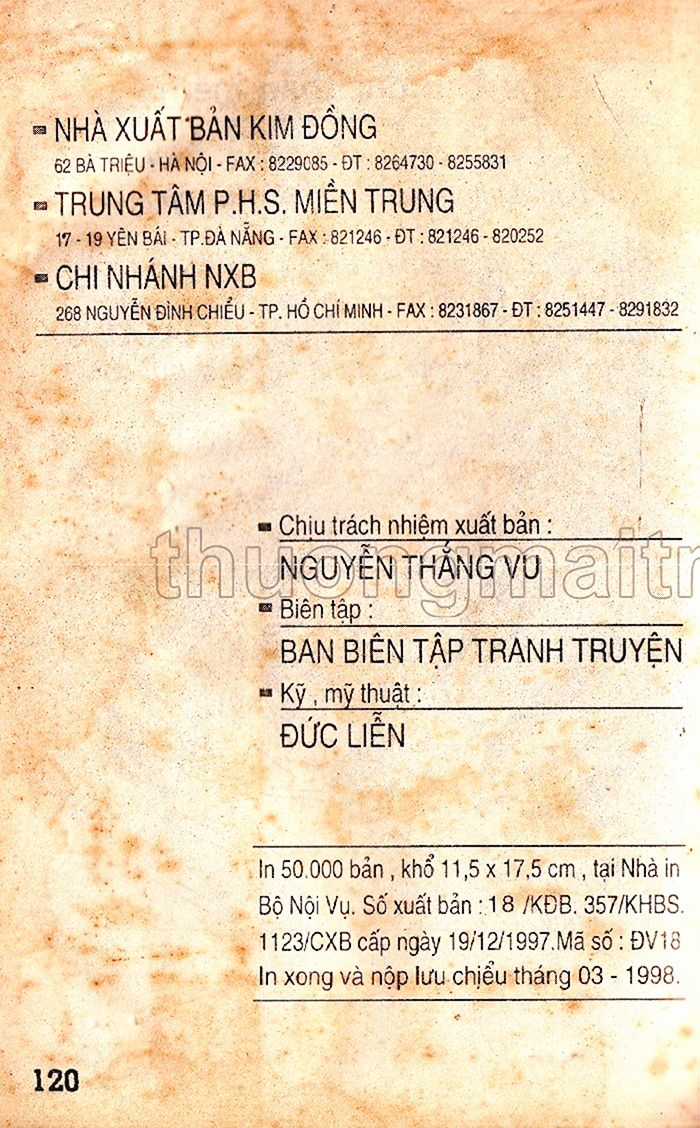 NHÀ XUẤT BẢN KIM ĐỒNG
62 BÀ TRIỆU - HÀ NỘI - FAX : 8229085 - ĐT : 8264730 - 8255831
TRUNG TÂM P.H.S. MIỀN TRUNG
17 - 19 YÊN BÁI - TP.ĐÀ NẴNG - FAX : 821246 - ĐT : 821246 - 820252
CHI NHÁNH NXB
268 NGUYỄN ĐÌNH CHIỂU - TP. HỒ CHÍ MINH - FAX : 8231867 - ĐT : 8251447 - 8291832
Chịu trách nhiệm xuất bản :
thuongmaitr
NGUYỄN THẮNG VU
Biên tập :
BAN BIÊN TẬP TRANH TRUYỆN
Kỹ , mỹ thuật :
ĐỨC LIỄN
In 50.000 bản , khổ 11,5 x 17,5 cm , tại Nhà in
Bộ Nội Vụ. Số xuất bản : 18 /KĐB. 357/KHBS.
1123/CXB cấp ngày 19/12/1997.Mã số : ĐV18
In xong và nộp lưu chiểu tháng 03 - 1998.
120